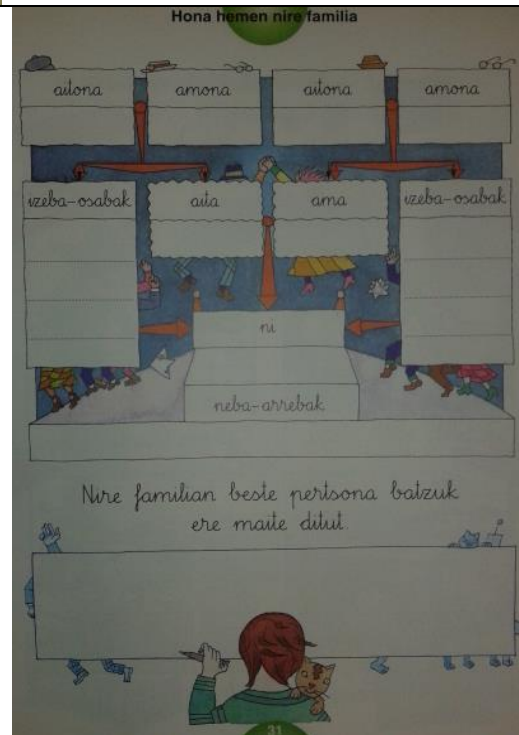 Hona hemen nire familia
aitona amona aitona amona
izeba-osabak aita ama izeba-osabak
ni
neba-arrebak
Nire familian beste pertsona batzuk
ere maite ditut.
31